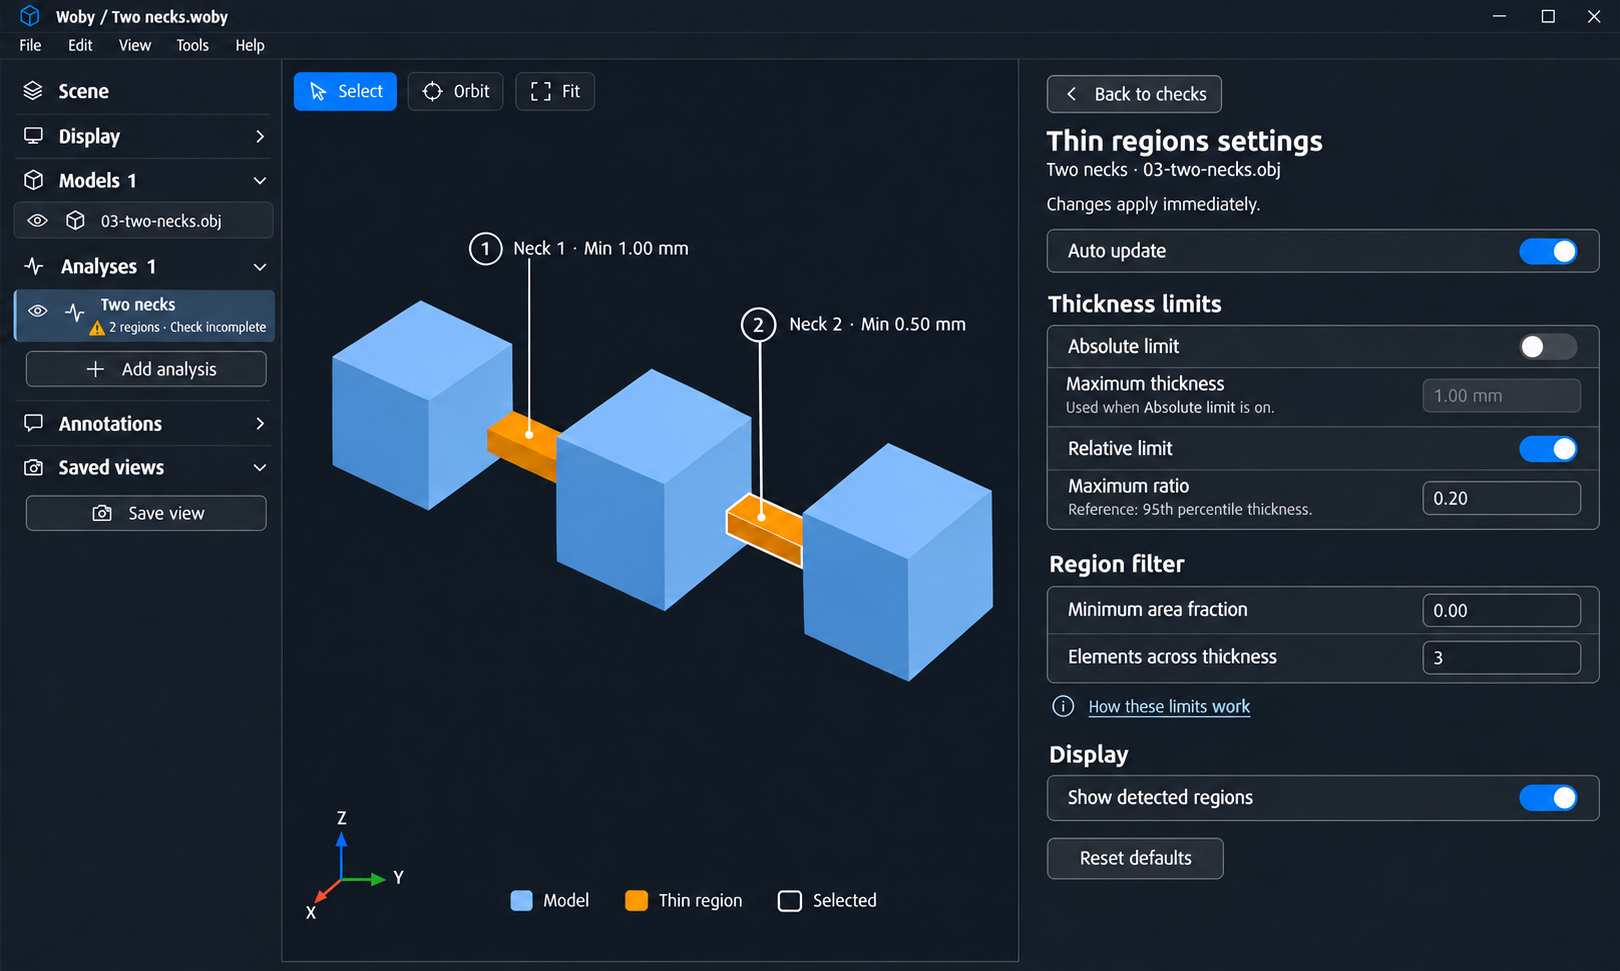 Woby / Two necks.woby
File Edit View Tools Help
Scene
Display
Models 1
03-two-necks.obj
Analyses 1
Two necks
2 regions · Check incomplete
Add analysis
Annotations
Saved views
Save view
Select Orbit Fit
1 Neck 1 · Min 1.00 mm
2 Neck 2 · Min 0.50 mm
Z
Y
X
Model Thin region Selected
Back to checks
Thin regions settings
Two necks · 03-two-necks.obj
Changes apply immediately.
Auto update
Thickness limits
Absolute limit
Maximum thickness
Used when Absolute limit is on.
1.00 mm
Relative limit
Maximum ratio
Reference: 95th percentile thickness.
0.20
Region filter
Minimum area fraction 0.00
Elements across thickness 3
How these limits work
Display
Show detected regions
Reset defaults